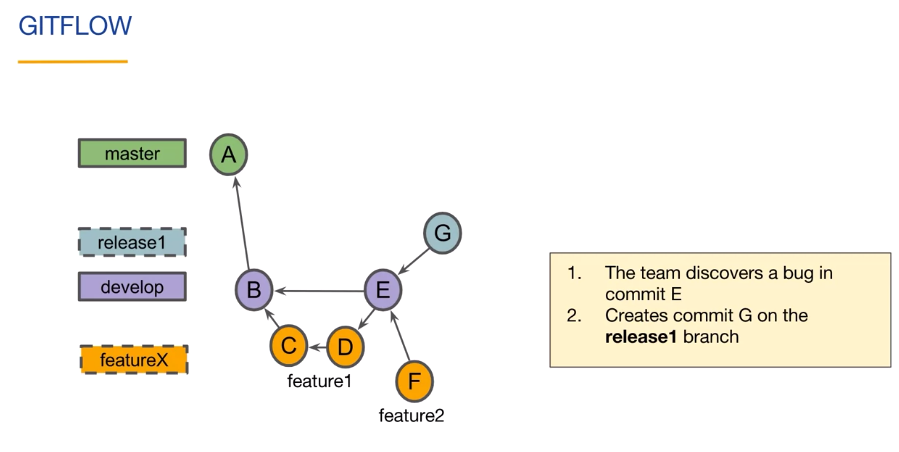 GITFLOW
master
A
release1
G
develop
B
E
featureX
C
D
feature1
F
feature2
1. The team discovers a bug in
commit E
2. Creates commit G on the
release1 branch